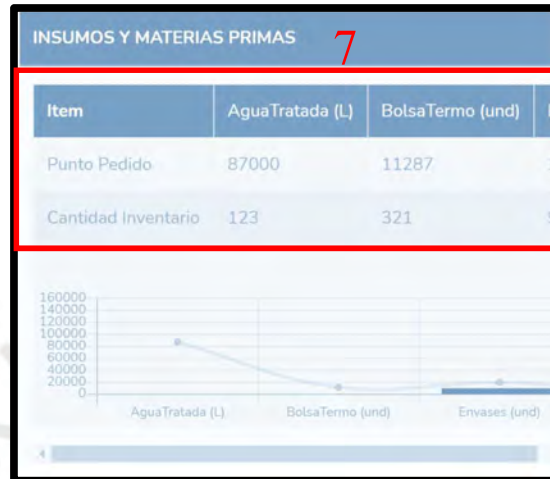 INSUMOS Y MATERIAS PRIMAS 7
Item AguaTratada (L) BolsaTermo (und)
Punto Pedido 87000 11287
Cantidad Inventario 123 321
160000
140000
120000
100000
80000
60000
40000
20000
0
AguaTratada (L) BolsaTermo (und) Envases (und)